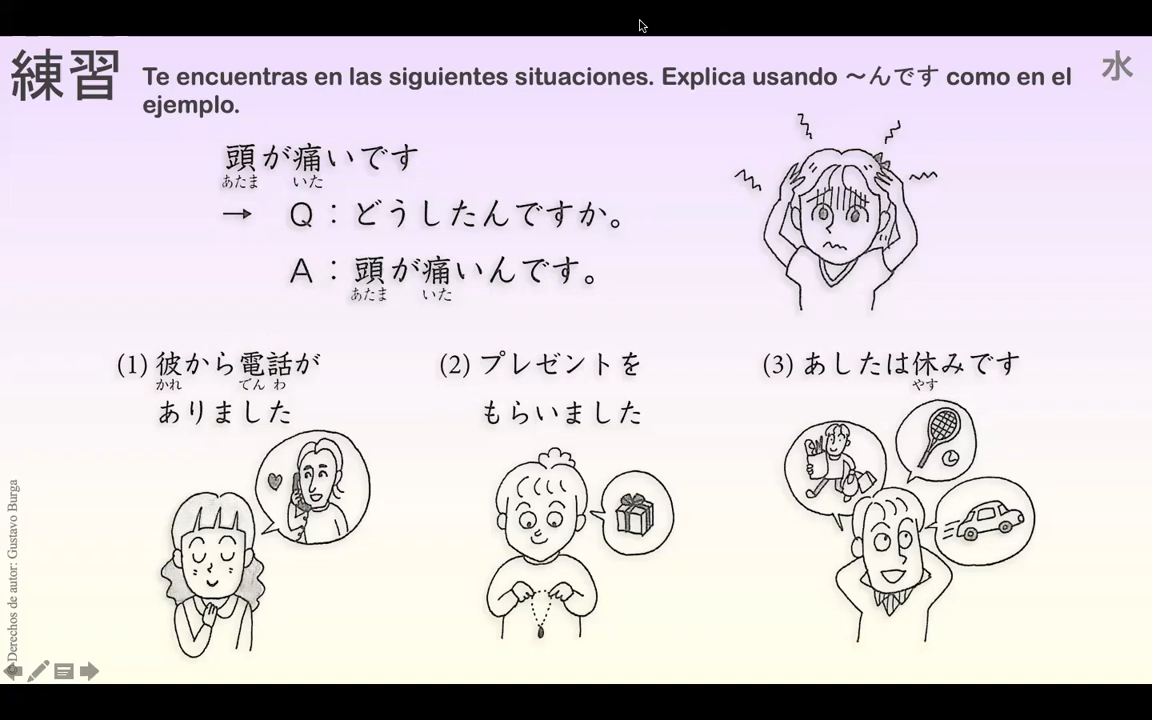 練習
Te encuentras en las siguientes situaciones. Explica usando 〜んです como en el
ejemplo.
水
頭が痛いです
あたま いた
→ Q：どうしたんですか。
A：頭が痛いんです。
あたま いた
(1) 彼から電話が
かれ でん わ
ありました
(2) プレゼントを
もらいました
(3) あしたは休みです
やす
©Derechos de autor: Gustavo Burga